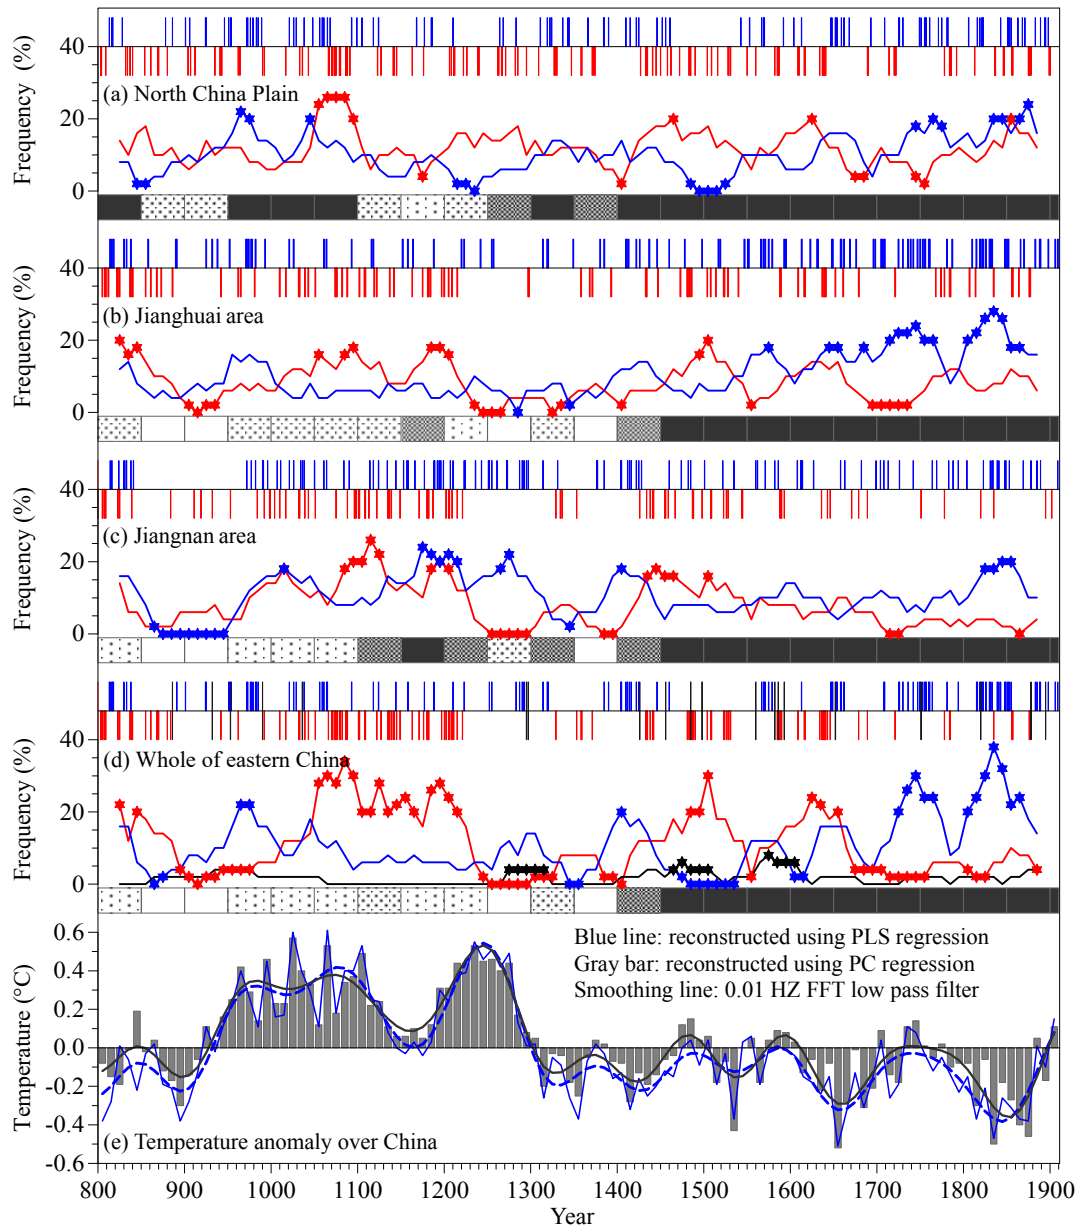 40
20
0
Frequency (%)
(a) North China Plain
40
20
0
Frequency (%)
(b) Jianghuai area
40
20
0
Frequency (%)
(c) Jiangnan area
40
20
0
Frequency (%)
(d) Whole of eastern China
0.6
0.4
0.2
0.0
-0.2
-0.4
-0.6
Temperature (°C)
Blue line: reconstructed using PLS regression
Gray bar: reconstructed using PC regression
Smoothing line: 0.01 HZ FFT low pass filter
(e) Temperature anomaly over China
800 900 1000 1100 1200 1300 1400 1500 1600 1700 1800 1900
Year